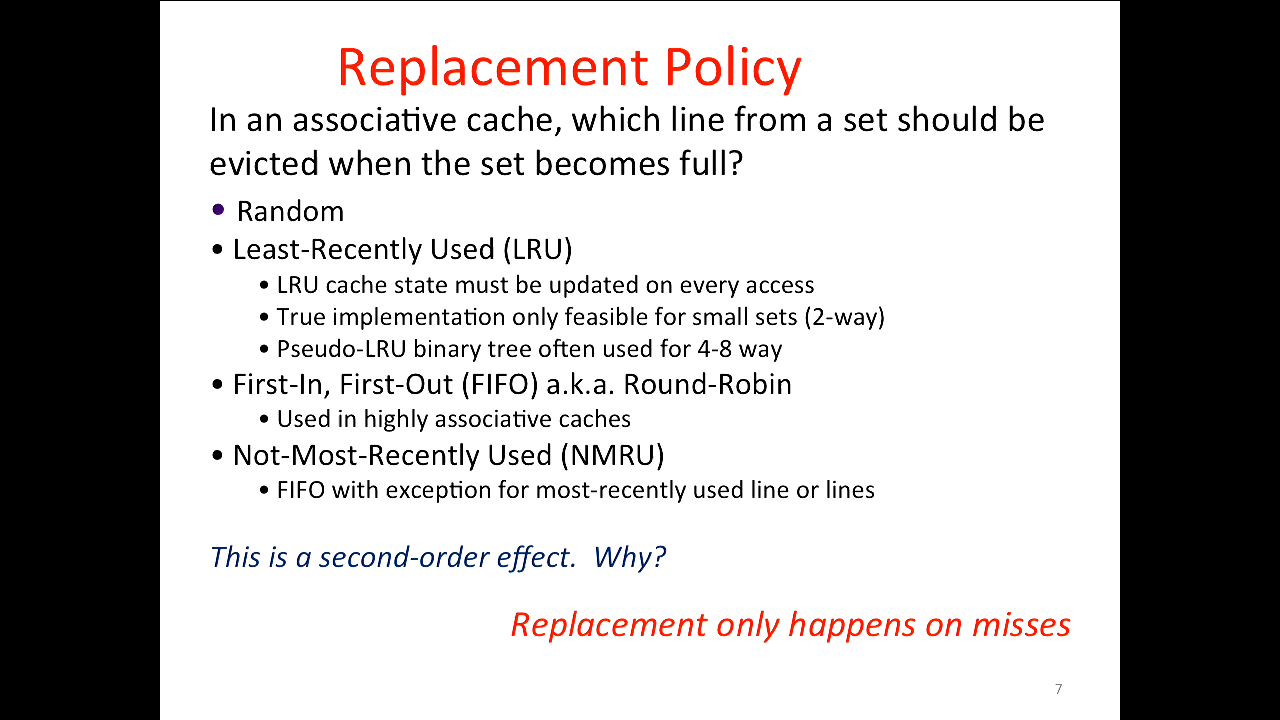 Replacement Policy
In an associative cache, which line from a set should be
evicted when the set becomes full?
• Random
• Least-Recently Used (LRU)
• LRU cache state must be updated on every access
• True implementation only feasible for small sets (2-way)
• Pseudo-LRU binary tree often used for 4-8 way
• First-In, First-Out (FIFO) a.k.a. Round-Robin
• Used in highly associative caches
• Not-Most-Recently Used (NMRU)
• FIFO with exception for most-recently used line or lines
This is a second-order effect.  Why?
Replacement only happens on misses
7